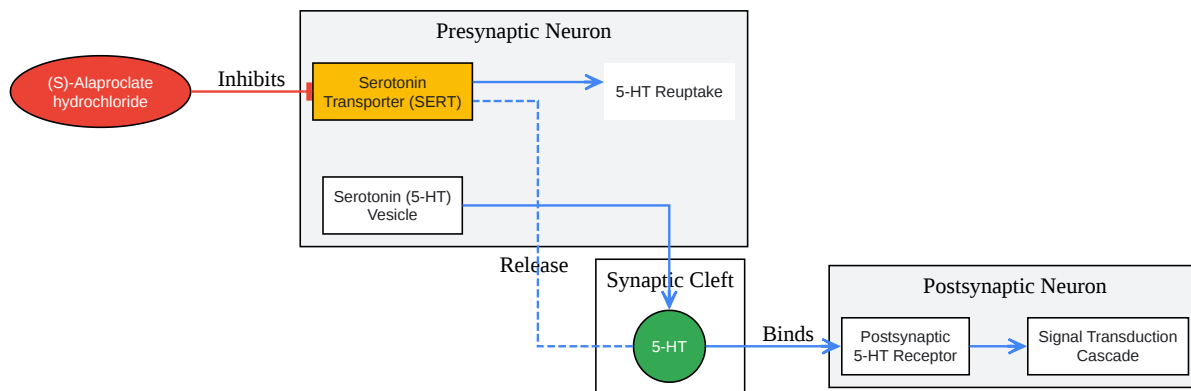 Presynaptic Neuron
(S)-Alaproclate
hydrochloride
Inhibits
Serotonin
Transporter (SERT)
5-HT Reuptake
Serotonin (5-HT)
Vesicle
Release
Synaptic Cleft
5-HT
Binds
Postsynaptic Neuron
Postsynaptic
5-HT Receptor
Signal Transduction
Cascade